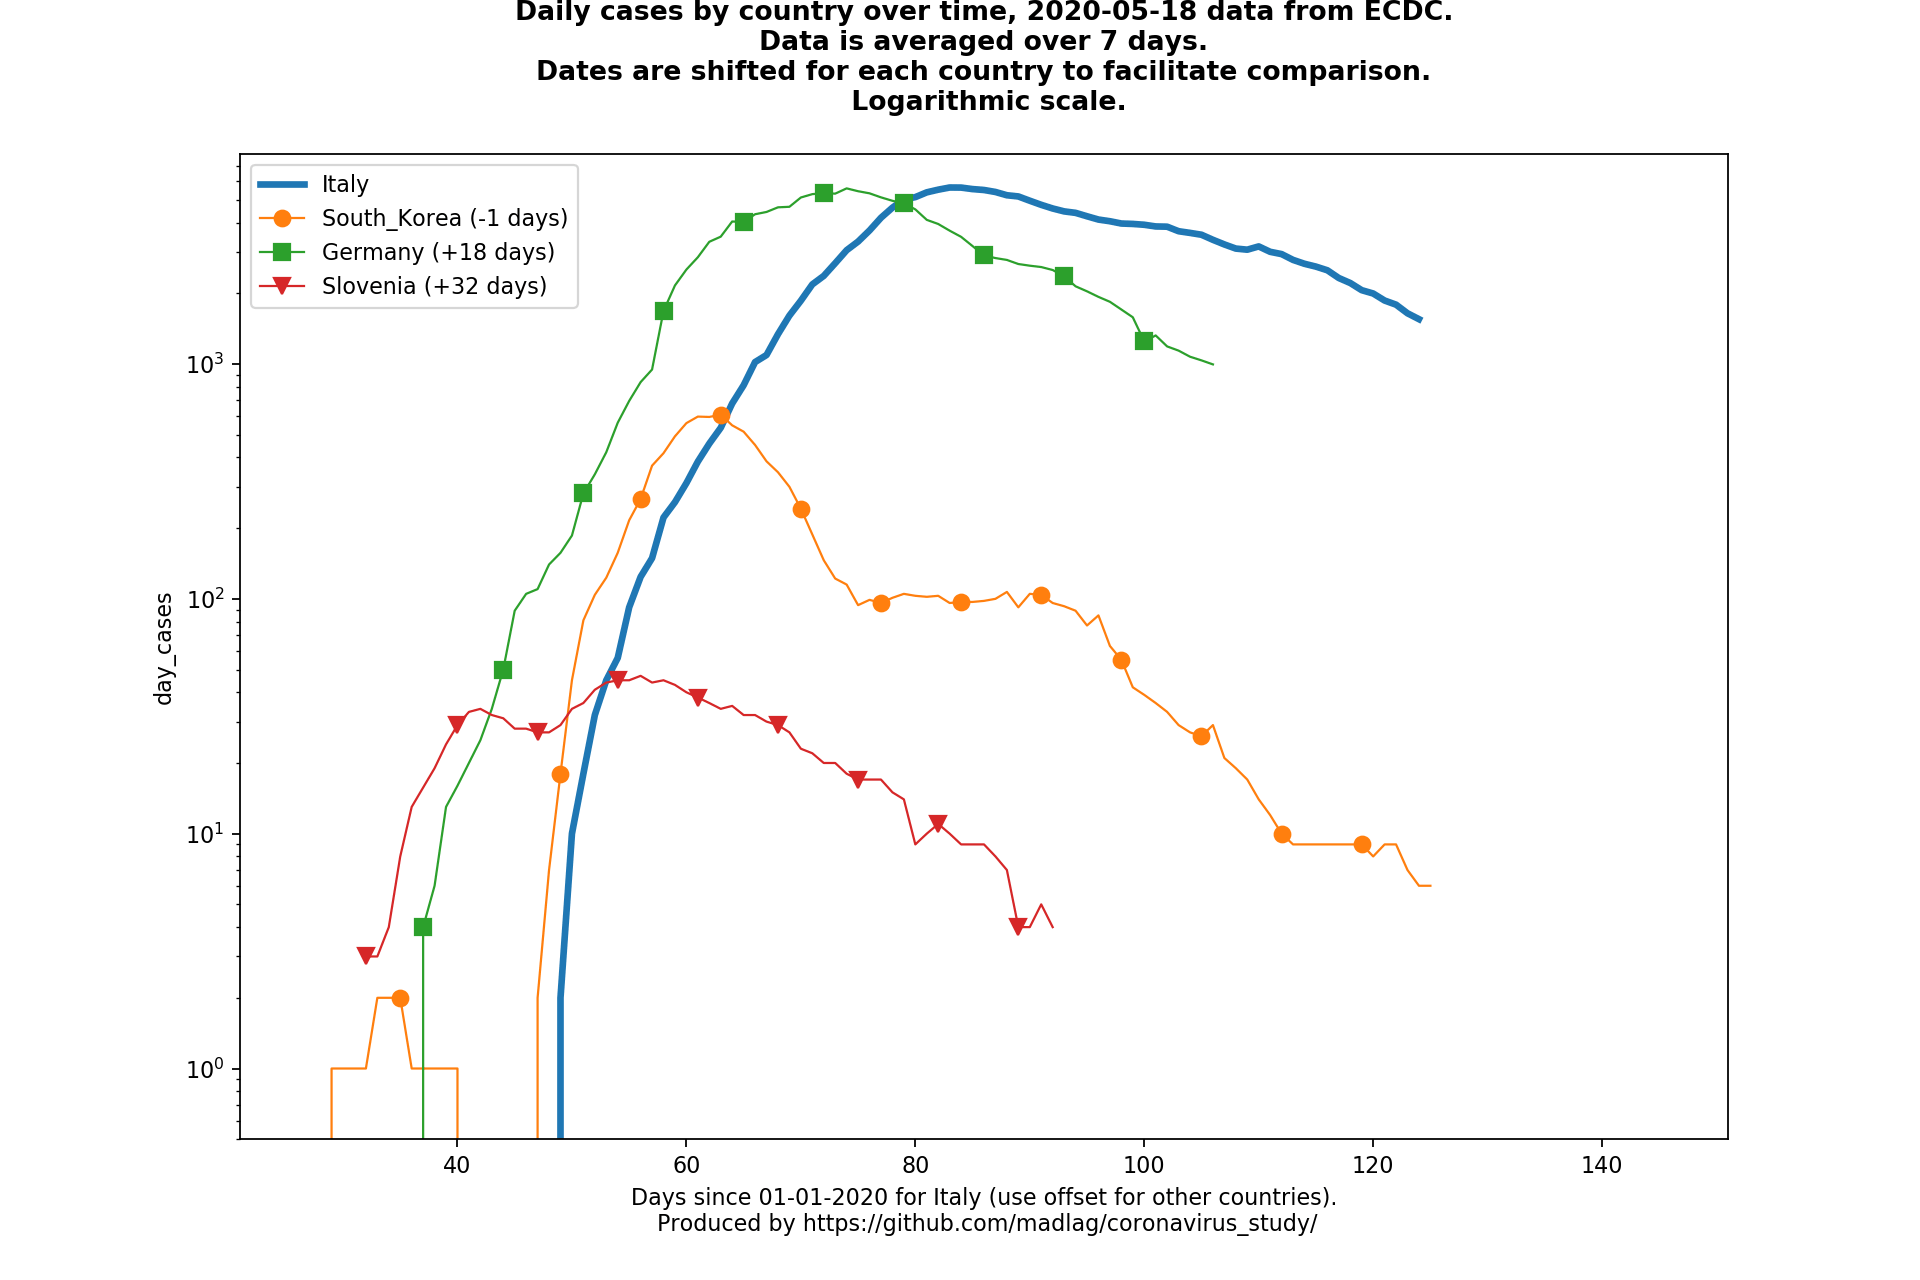 Daily cases by country over time, 2020-05-18 data from ECDC.
Data is averaged over 7 days.
Dates are shifted for each country to facilitate comparison.
Logarithmic scale.
Italy
South_Korea (-1 days)
Germany (+18 days)
Slovenia (+32 days)
day_cases
10³
10²
10¹
10⁰
40 60 80 100 120 140
Days since 01-01-2020 for Italy (use offset for other countries).
Produced by https://github.com/madlag/coronavirus_study/